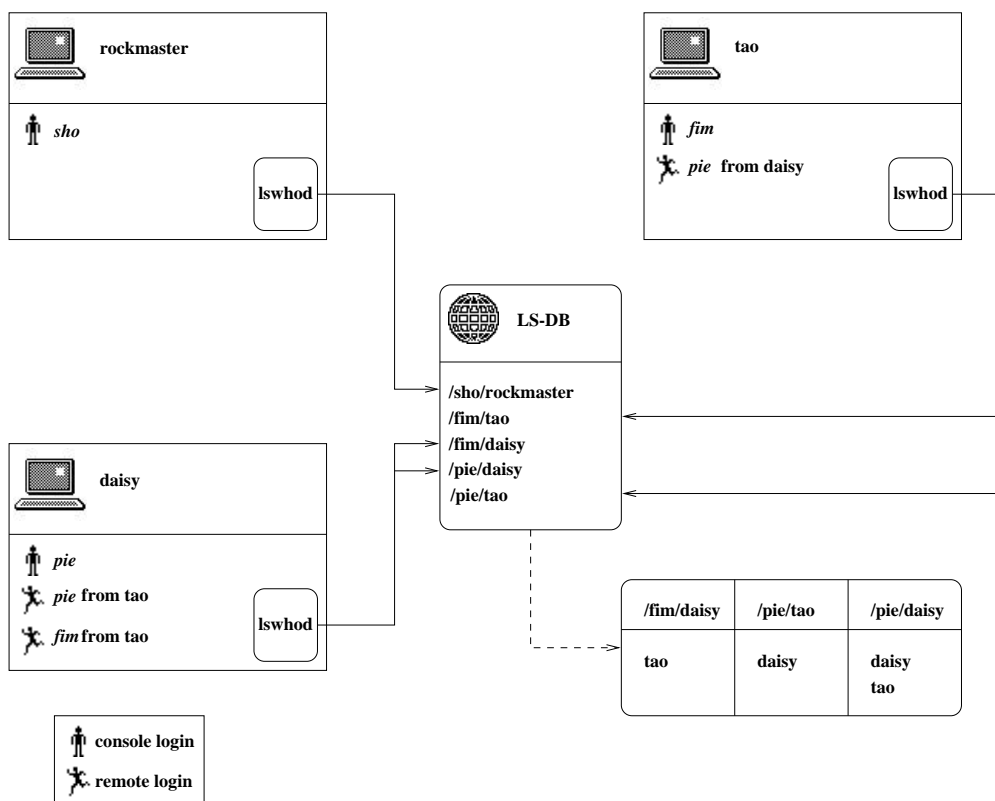 rockmaster
sho
lswhod
tao
fim
pie from daisy
lswhod
LS-DB
/sho/rockmaster
/fim/tao
/fim/daisy
/pie/daisy
/pie/tao
daisy
pie
pie from tao
fim from tao
lswhod
/fim/daisy /pie/tao /pie/daisy
tao daisy daisy
tao
console login
remote login